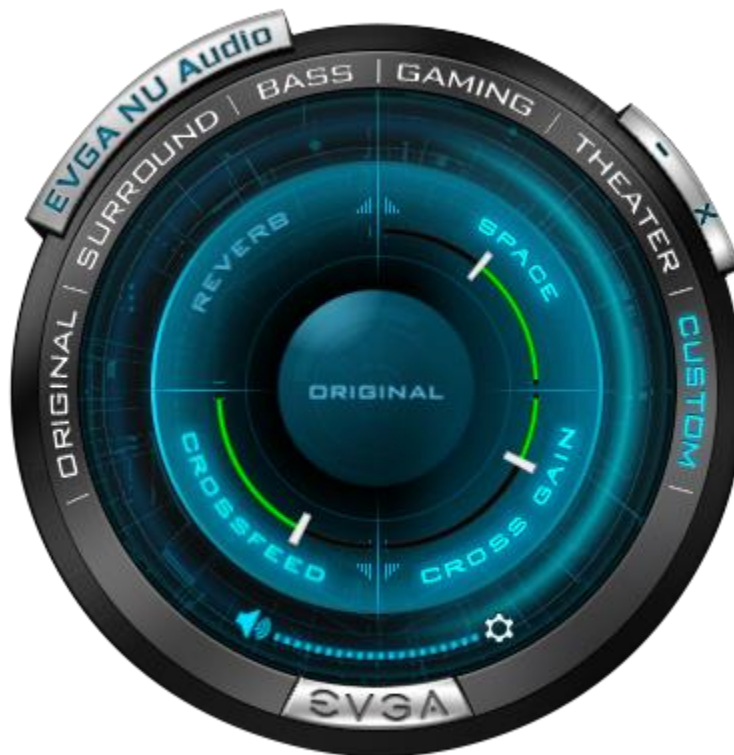 EVGA NU Audio
ORIGINAL
SURROUND
BASS
GAMING
THEATER
CUSTOM
- X
REVERB
SPACE
ORIGINAL
CROSSFEED
CROSS GAIN
EVGA